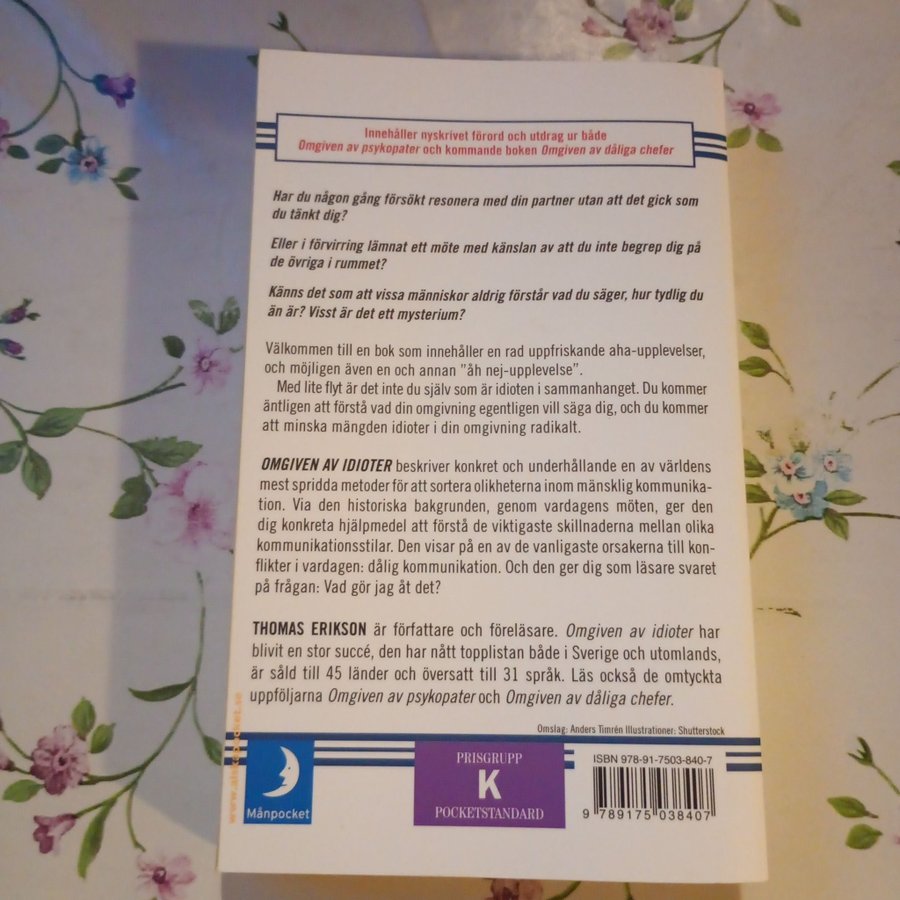 Innehåller nyskrivet förord och utdrag ur både
Omgiven av psykopater och kommande boken Omgiven av dåliga chefer
Har du någon gång försökt resonera med din partner utan att det gick som
du tänkt dig?
Eller i förvirring lämnat ett möte med känslan av att du inte begrep dig på
de övriga i rummet?
Känns det som att vissa människor aldrig förstår vad du säger, hur tydlig du
än är? Visst är det ett mysterium?
Välkommen till en bok som innehåller en rad uppfriskande aha-upplevelser,
och möjligen även en och annan "åh nej-upplevelse".
Med lite flyt är det inte du själv som är idioten i sammanhanget. Du kommer
äntligen att förstå vad din omgivning egentligen vill säga dig, och du kommer
att minska mängden idioter i din omgivning radikalt.
OMGIVEN AV IDIOTER beskriver konkret och underhållande en av världens
mest spridda metoder för att sortera olikheterna inom mänsklig kommunika-
tion. Via den historiska bakgrunden, genom vardagens möten, ger den
dig konkreta hjälpmedel att förstå de viktigaste skillnaderna mellan olika
kommunikationsstilar. Den visar på en av de vanligaste orsakerna till kon-
flikter i vardagen: dålig kommunikation. Och den ger dig som läsare svaret
på frågan: Vad gör jag åt det?
THOMAS ERIKSON är författare och föreläsare. Omgiven av idioter har
blivit en stor succé, den har nått topplistan både i Sverige och utomlands,
är såld till 45 länder och översatt till 31 språk. Läs också de omtyckta
uppföljarna Omgiven av psykopater och Omgiven av dåliga chefer.
Omslag: Anders Timrén Illustrationer: Shutterstock
Månpocket
PRISGRUPP
K
POCKETSTANDARD
ISBN 978-91-7503-840-7
9 789175 038407